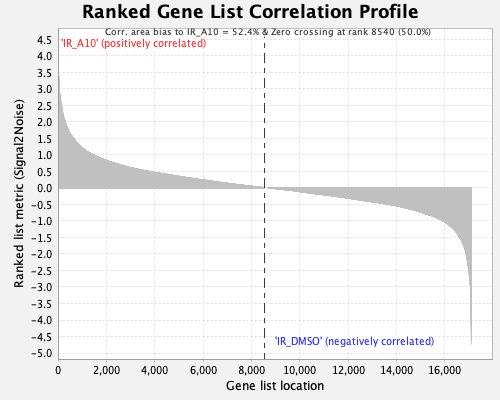 Ranked Gene List Correlation Profile
Corr. area bias to IR_A10 = 52.4% & Zero crossing at rank 8540 (50.0%)
'IR_A10' (positively correlated)
4.5
4.0
3.5
3.0
2.5
2.0
1.5
1.0
0.5
0.0
-0.5
-1.0
-1.5
-2.0
-2.5
-3.0
-3.5
-4.0
-4.5
-5.0
Ranked list metric (Signal2Noise)
'IR_DMSO' (negatively correlated)
0 2,000 4,000 6,000 8,000 10,000 12,000 14,000 16,000
Gene list location